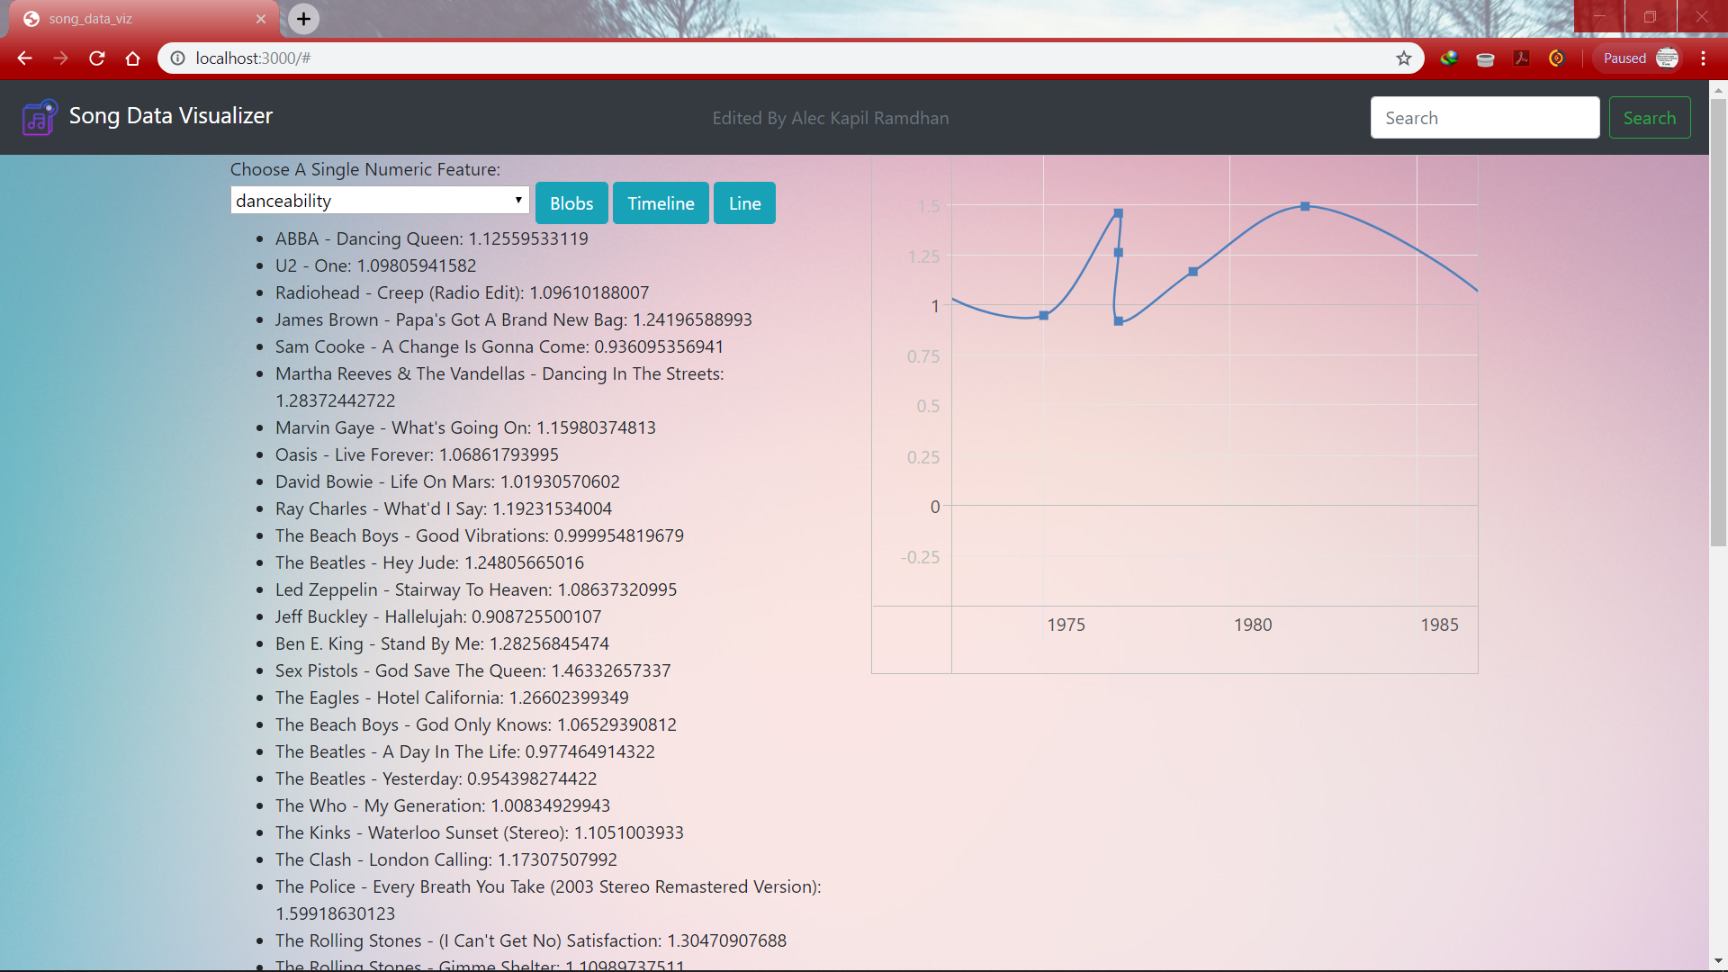 song_data_viz
localhost:3000/#
Paused
Song Data Visualizer
Edited By Alec Kapil Ramdhan
Search
Search
Choose A Single Numeric Feature:
danceability
Blobs
Timeline
Line
ABBA - Dancing Queen: 1.12559533119
U2 - One: 1.09805941582
Radiohead - Creep (Radio Edit): 1.09610188007
James Brown - Papa's Got A Brand New Bag: 1.24196588993
Sam Cooke - A Change Is Gonna Come: 0.936095356941
Martha Reeves & The Vandellas - Dancing In The Streets:
1.28372442722
Marvin Gaye - What's Going On: 1.15980374813
Oasis - Live Forever: 1.06861793995
David Bowie - Life On Mars: 1.01930570602
Ray Charles - What'd I Say: 1.19231534004
The Beach Boys - Good Vibrations: 0.999954819679
The Beatles - Hey Jude: 1.24805665016
Led Zeppelin - Stairway To Heaven: 1.08637320995
Jeff Buckley - Hallelujah: 0.908725500107
Ben E. King - Stand By Me: 1.28256845474
Sex Pistols - God Save The Queen: 1.46332657337
The Eagles - Hotel California: 1.26602399349
The Beach Boys - God Only Knows: 1.06529390812
The Beatles - A Day In The Life: 0.977464914322
The Beatles - Yesterday: 0.954398274422
The Who - My Generation: 1.00834929943
The Kinks - Waterloo Sunset (Stereo): 1.1051003933
The Clash - London Calling: 1.17307507992
The Police - Every Breath You Take (2003 Stereo Remastered Version):
1.59918630123
The Rolling Stones - (I Can't Get No) Satisfaction: 1.30470907688
The Rolling Stones - Gimme Shelter: 1.10989737511
1.5
1.25
1
0.75
0.5
0.25
0
-0.25
1975
1980
1985